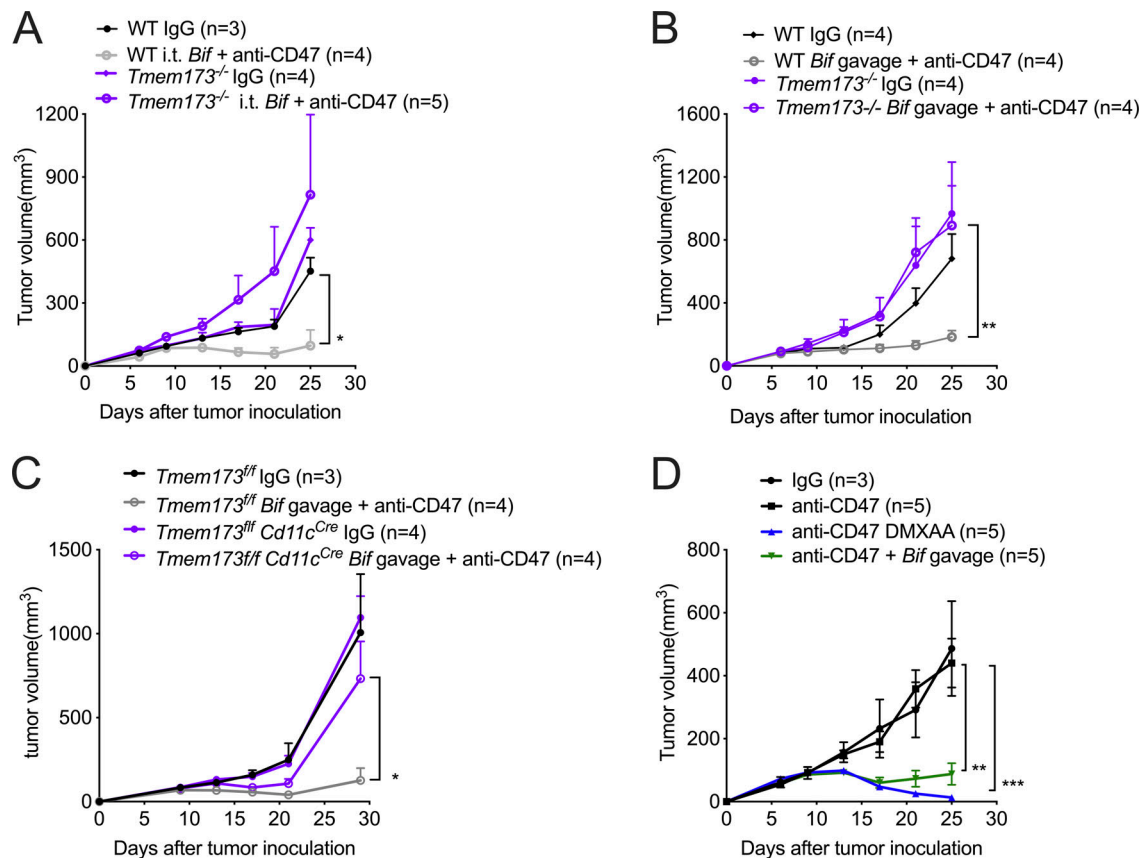 A
WT IgG (n=3)
WT i.t. Bif + anti-CD47 (n=4)
Tmem173-/- IgG (n=4)
Tmem173-/- i.t. Bif + anti-CD47 (n=5)
1200
900
600
300
0
Tumor volume(mm3)
*
0 5 10 15 20 25 30
Days after tumor inoculation
B
WT IgG (n=4)
WT Bif gavage + anti-CD47 (n=4)
Tmem173-/- IgG (n=4)
Tmem173-/- Bif gavage + anti-CD47 (n=4)
1600
1200
800
400
0
Tumor volume(mm3)
**
0 5 10 15 20 25 30
Days after tumor inoculation
C
Tmem173f/f IgG (n=3)
Tmem173f/f Bif gavage + anti-CD47 (n=4)
Tmem173f/f Cd11cCre IgG (n=4)
Tmem173f/f Cd11cCre Bif gavage + anti-CD47 (n=4)
1500
1000
500
0
tumor volume(mm3)
*
0 5 10 15 20 25 30
Days after tumor inoculation
D
IgG (n=3)
anti-CD47 (n=5)
anti-CD47 DMXAA (n=5)
anti-CD47 + Bif gavage (n=5)
800
600
400
200
0
Tumor volume(mm3)
**
***
0 5 10 15 20 25 30
Days after tumor inoculation